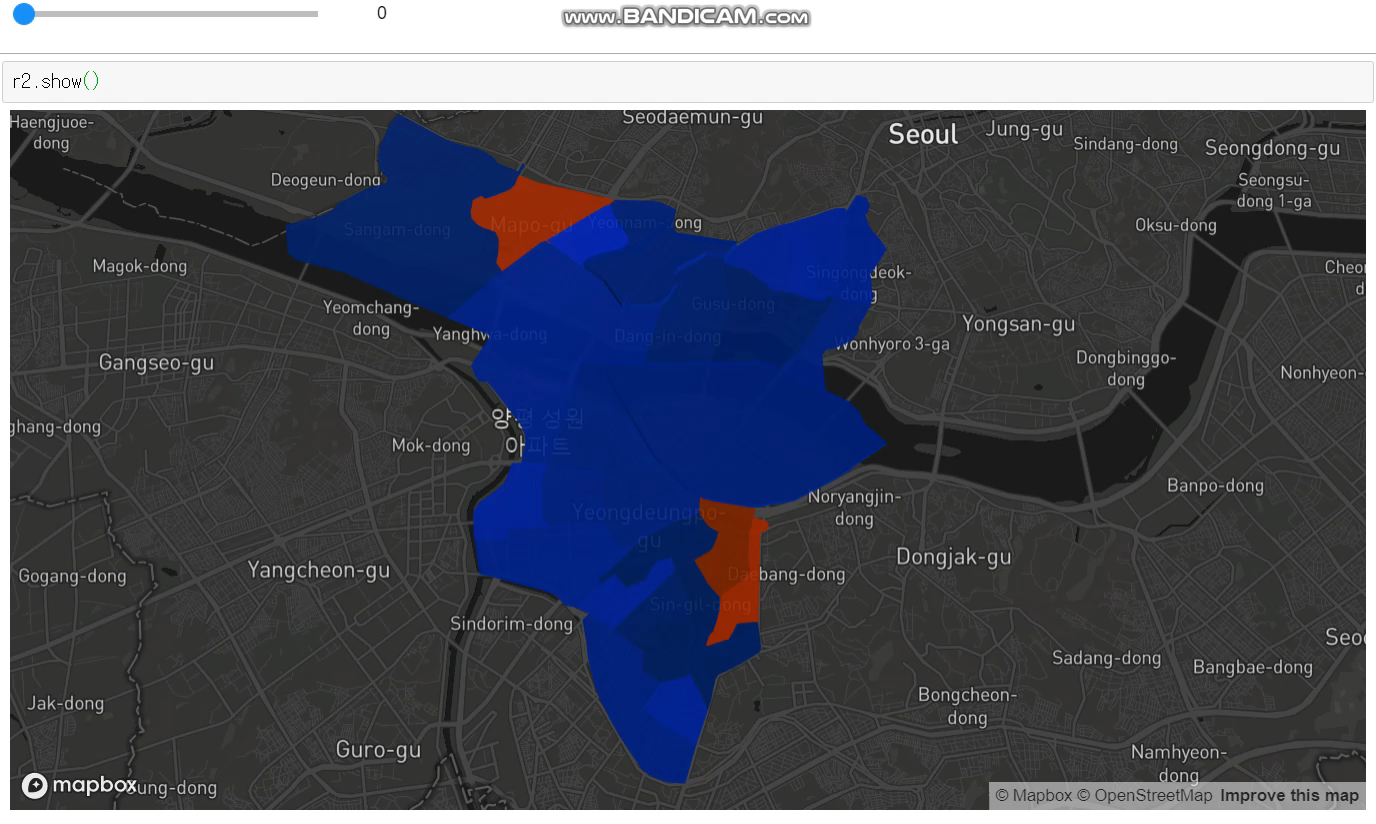 0
WWW.BANDICAM.COM
r2.show()
Haengjuoe-
dong
Seodaemun-gu
Seoul
Jung-gu
Sindang-dong
Seongdong-gu
Deogeun-dong
Seongsu-
dong 1-ga
Sangam-dong
Mapo-gu
Yeonnam-dong
Oksu-dong
Magok-dong
Singongdeok-
dong
Yeomchang-
dong
Gusu-dong
Yanghwa-dong
Dang-in-dong
Yongsan-gu
Wonhyoro 3-ga
Gangseo-gu
Dongbinggo-
dong
Nonhyeon-
ghang-dong
양평 성원
아파트
Mok-dong
Banpo-dong
Noryangjin-
dong
Yeongdeungpo-
gu
Dongjak-gu
Gogang-dong
Yangcheon-gu
Daebang-dong
Sin-gil-dong
Sindorim-dong
Sadang-dong
Bangbae-dong
Jak-dong
Bongcheon-
dong
Guro-gu
Namhyeon-
dong
mapbox
© Mapbox © OpenStreetMap Improve this map